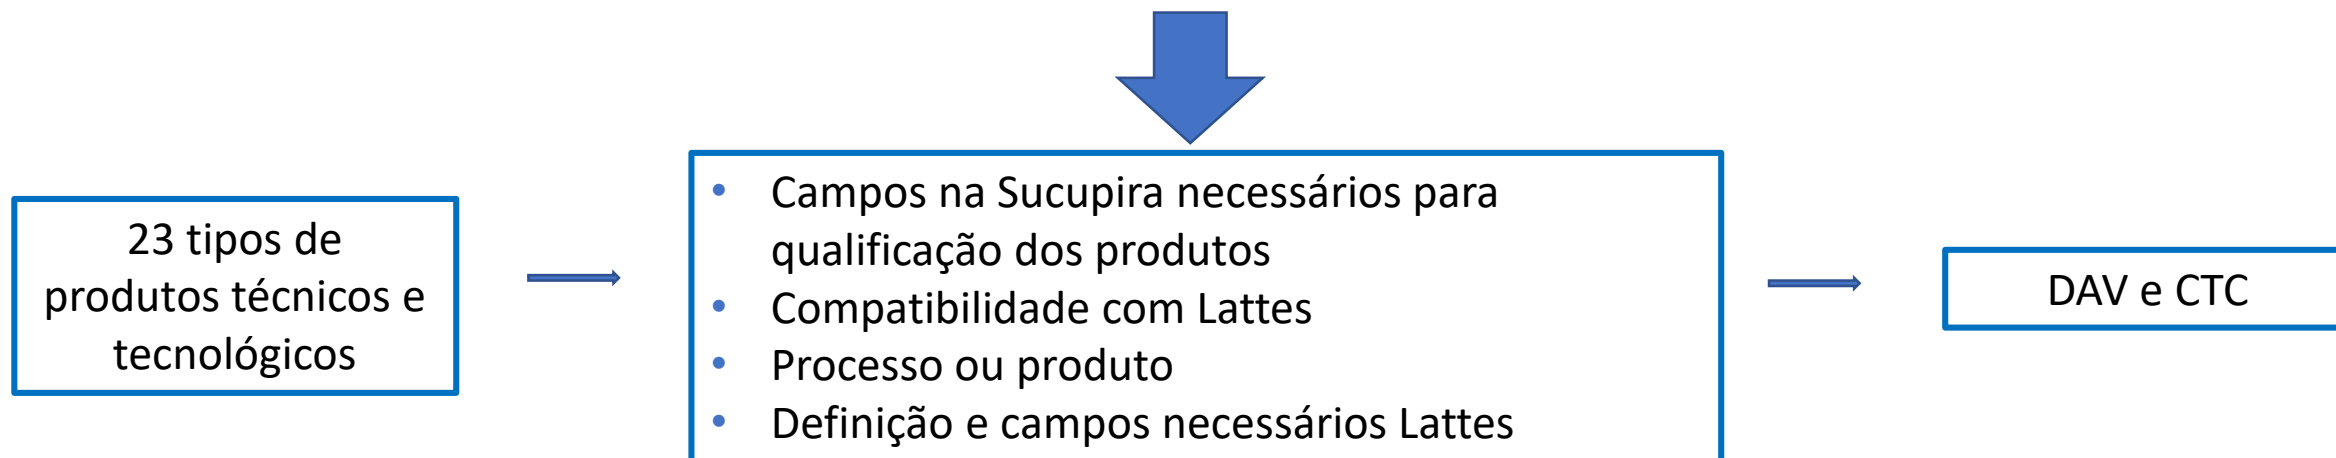 23 tipos de
produtos técnicos e
tecnológicos
• Campos na Sucupira necessários para
qualificação dos produtos
• Compatibilidade com Lattes
• Processo ou produto
• Definição e campos necessários Lattes
DAV e CTC